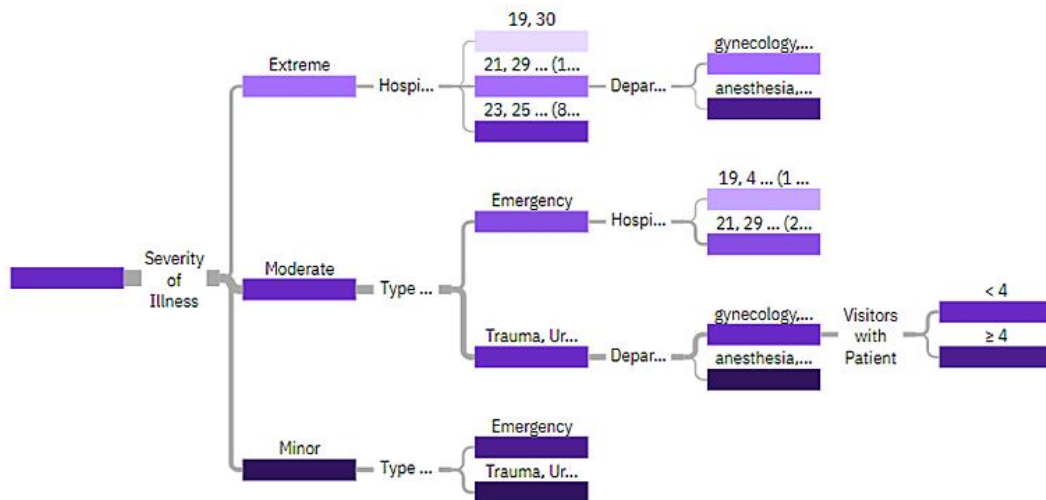 19, 30
gynecology,...
Extreme
Hospi...
21, 29 ... (1...
Depar...
anesthesia,...
23, 25 ... (8...
19, 4 ... (1 ...
Emergency
Hospi...
21, 29 ... (2...
Severity
of
Illness
Moderate
Type ...
gynecology,...
< 4
Trauma, Ur...
Depar...
Visitors
with
Patient
anesthesia,...
≥ 4
Minor
Type ...
Emergency
Trauma, Ur...